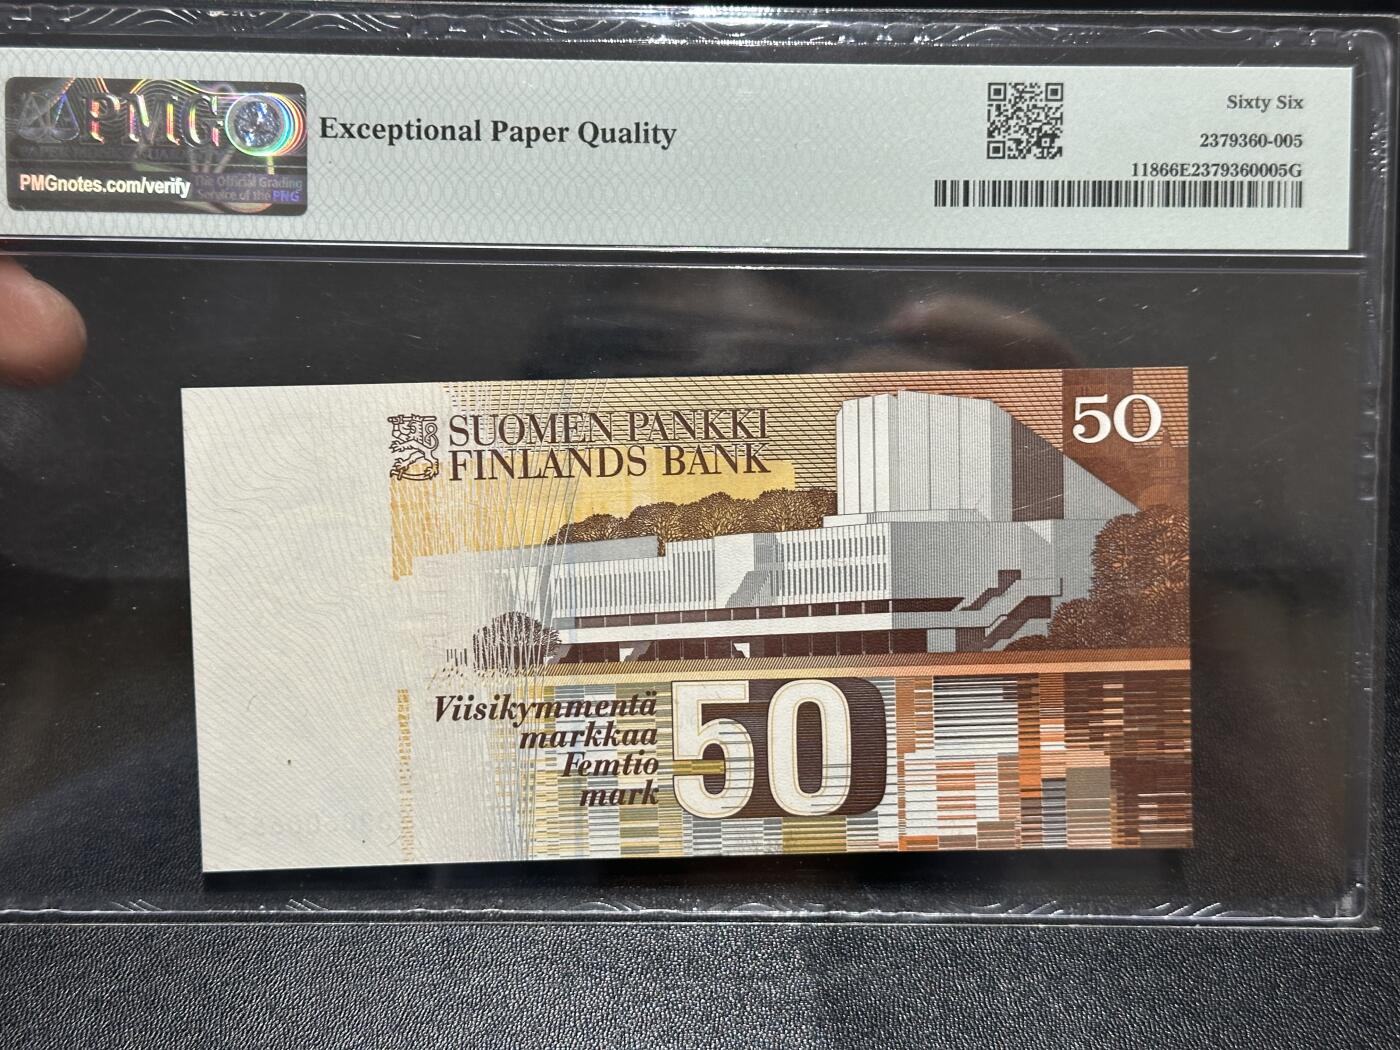 PMG
PMGnotes.com/verify
The Official Grading
Service of the PNG
Exceptional Paper Quality
Sixty Six
2379360-005
11866E2379360005G
SUOMEN PANKKI
FINLANDS BANK
50
Viisikymmentä
markkaa
Femtio
mark
50